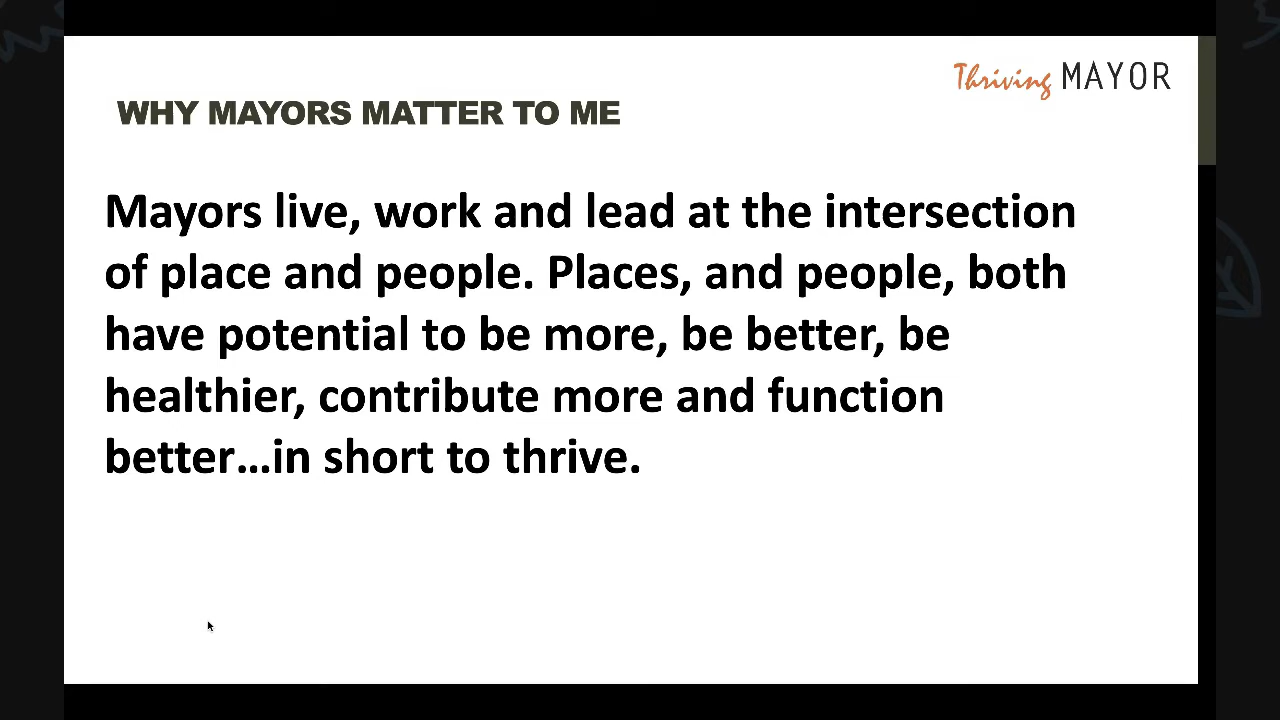 Thriving MAYOR
WHY MAYORS MATTER TO ME
Mayors live, work and lead at the intersection
of place and people. Places, and people, both
have potential to be more, be better, be
healthier, contribute more and function
better…in short to thrive.